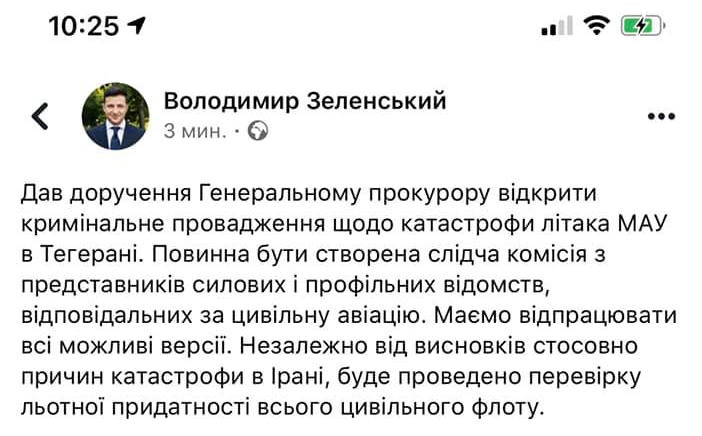 10:25
Володимир Зеленський
3 мин. ·
Дав доручення Генеральному прокурору відкрити
кримінальне провадження щодо катастрофи літака МАУ
в Тегерані. Повинна бути створена слідча комісія з
представників силових і профільних відомств,
відповідальних за цивільну авіацію. Маємо відпрацювати
всі можливі версії. Незалежно від висновків стосовно
причин катастрофи в Ірані, буде проведено перевірку
льотної придатності всього цивільного флоту.